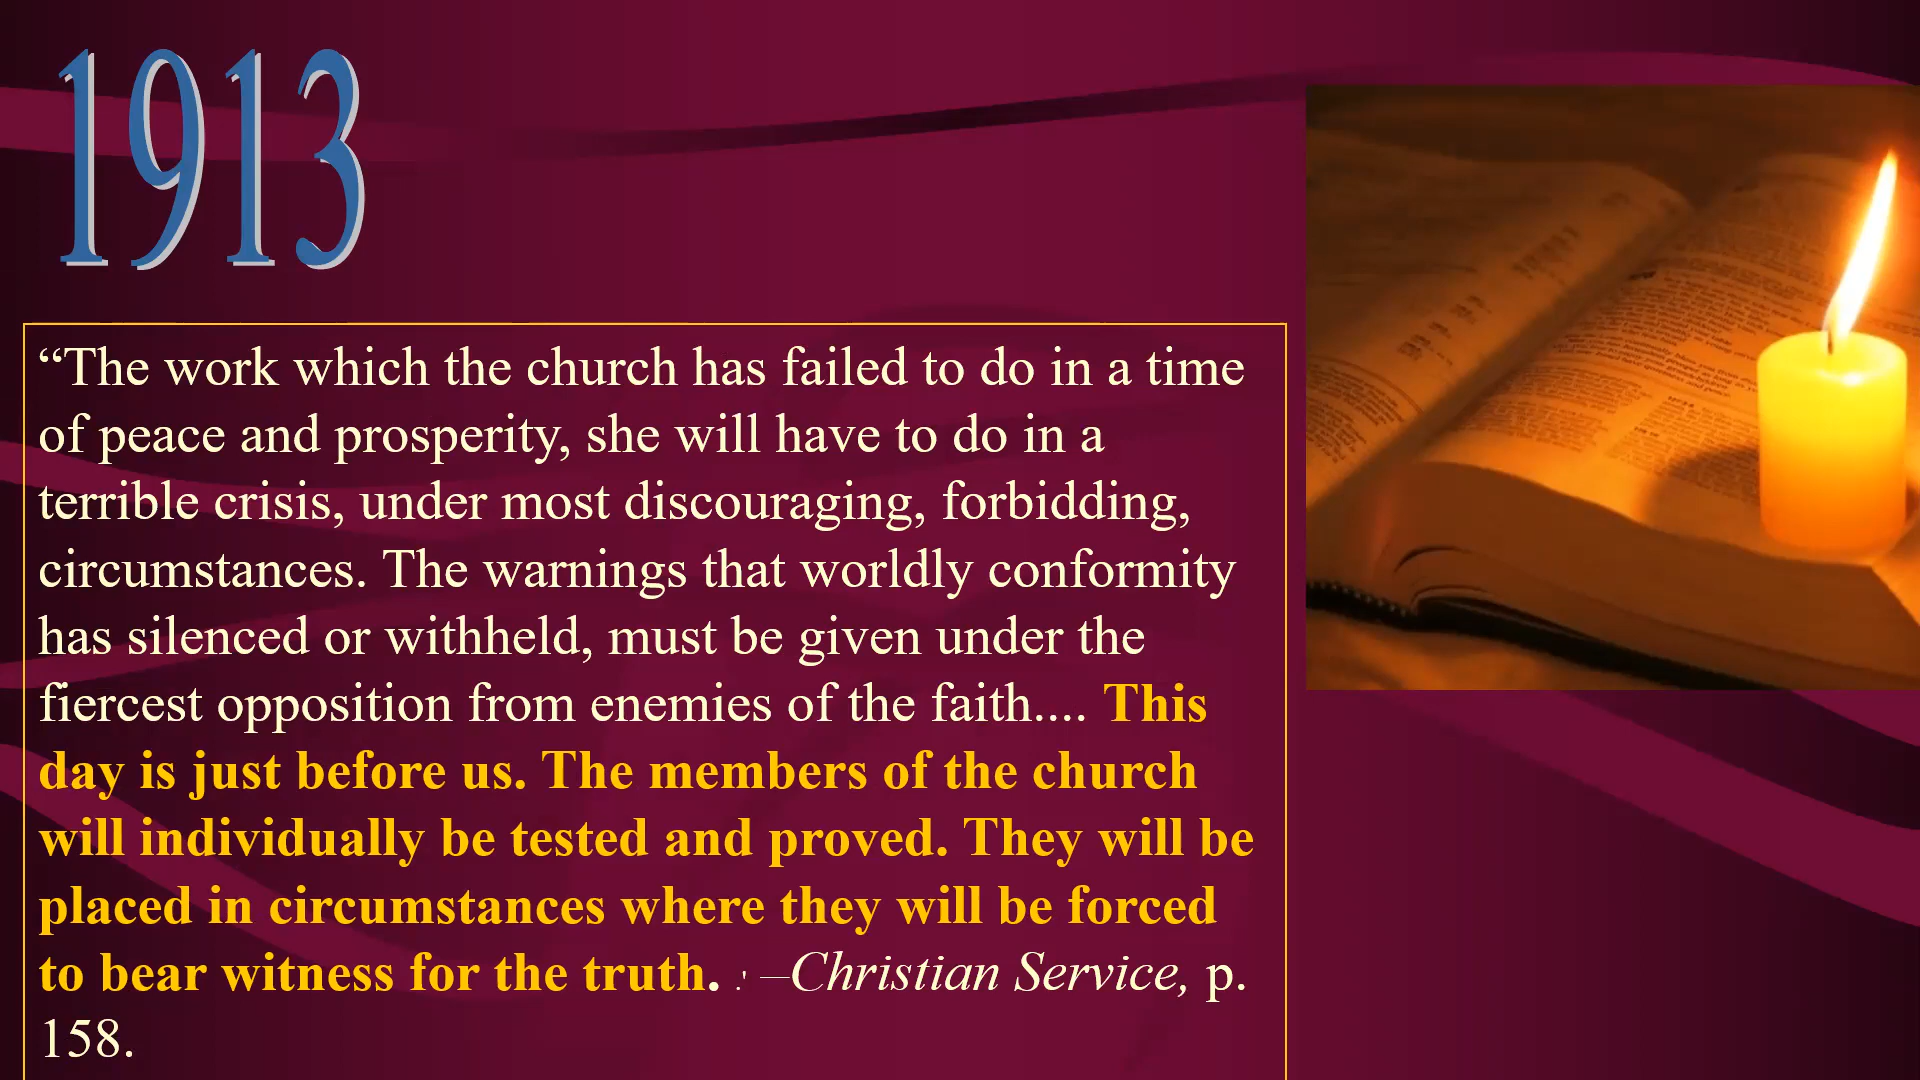 1913
“The work which the church has failed to do in a time
of peace and prosperity, she will have to do in a
terrible crisis, under most discouraging, forbidding,
circumstances. The warnings that worldly conformity
has silenced or withheld, must be given under the
fiercest opposition from enemies of the faith.... This
day is just before us. The members of the church
will individually be tested and proved. They will be
placed in circumstances where they will be forced
to bear witness for the truth. .' –Christian Service, p.
158.